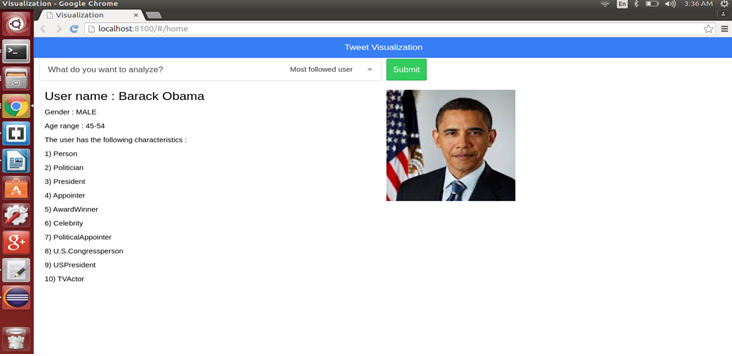 Visualization - Google Chrome
En
3:36 AM
Visualization
localhost:8100/#/home
Tweet Visualization
What do you want to analyze?
Most followed user
Submit
User name : Barack Obama
Gender : MALE
Age range : 45-54
The user has the following characteristics :
1) Person
2) Politician
3) President
4) Appointer
5) AwardWinner
6) Celebrity
7) PoliticalAppointer
8) U.S.Congressperson
9) USPresident
10) TVActor